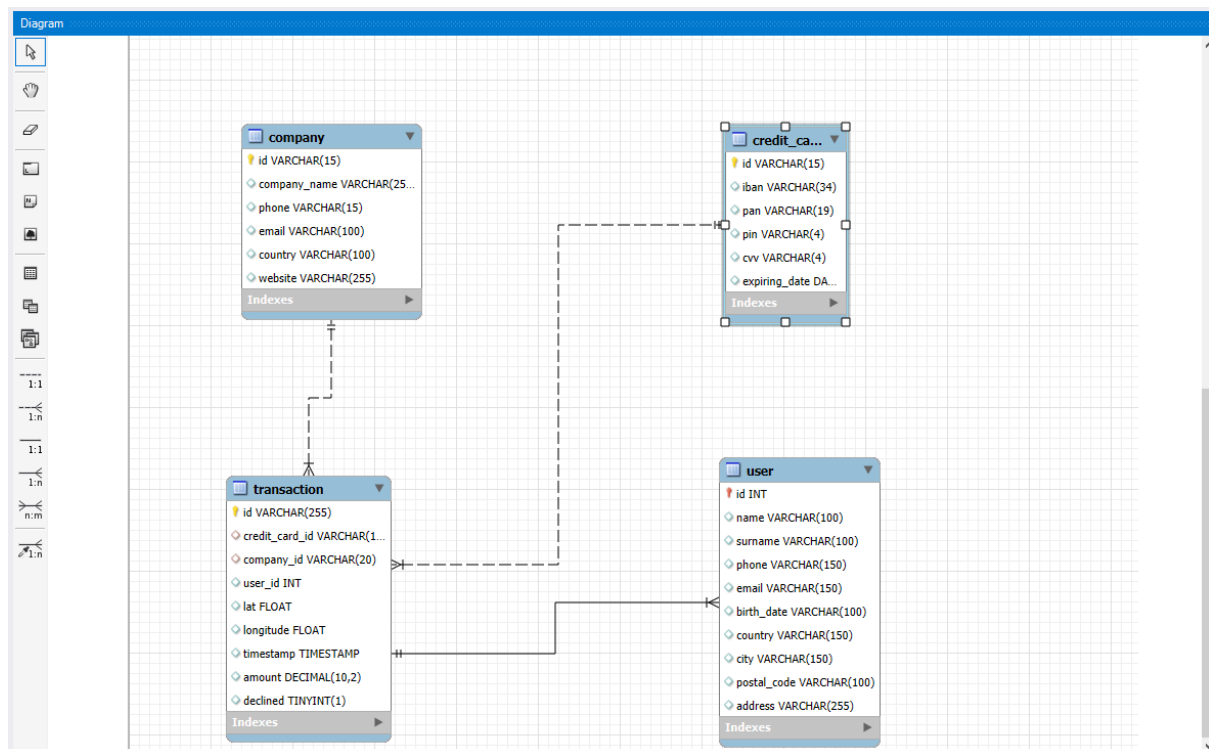 Diagram
1:1
1:n
1:1
1:n
n:m
1:n
company
id VARCHAR(15)
company_name VARCHAR(25...
phone VARCHAR(15)
email VARCHAR(100)
country VARCHAR(100)
website VARCHAR(255)
Indexes
credit_ca...
id VARCHAR(15)
iban VARCHAR(34)
pan VARCHAR(19)
pin VARCHAR(4)
cvv VARCHAR(4)
expiring_date DA...
Indexes
transaction
id VARCHAR(255)
credit_card_id VARCHAR(1...
company_id VARCHAR(20)
user_id INT
lat FLOAT
longitude FLOAT
timestamp TIMESTAMP
amount DECIMAL(10,2)
declined TINYINT(1)
Indexes
user
id INT
name VARCHAR(100)
surname VARCHAR(100)
phone VARCHAR(150)
email VARCHAR(150)
birth_date VARCHAR(100)
country VARCHAR(150)
city VARCHAR(150)
postal_code VARCHAR(100)
address VARCHAR(255)
Indexes